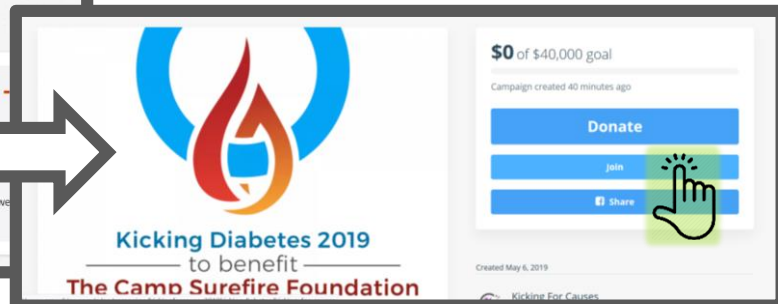 $0 of $40,000 goal
Campaign created 40 minutes ago
Donate
Join
Share
Kicking Diabetes 2019
to benefit
The Camp Surefire Foundation
Created May 6, 2019
Kicking For Causes